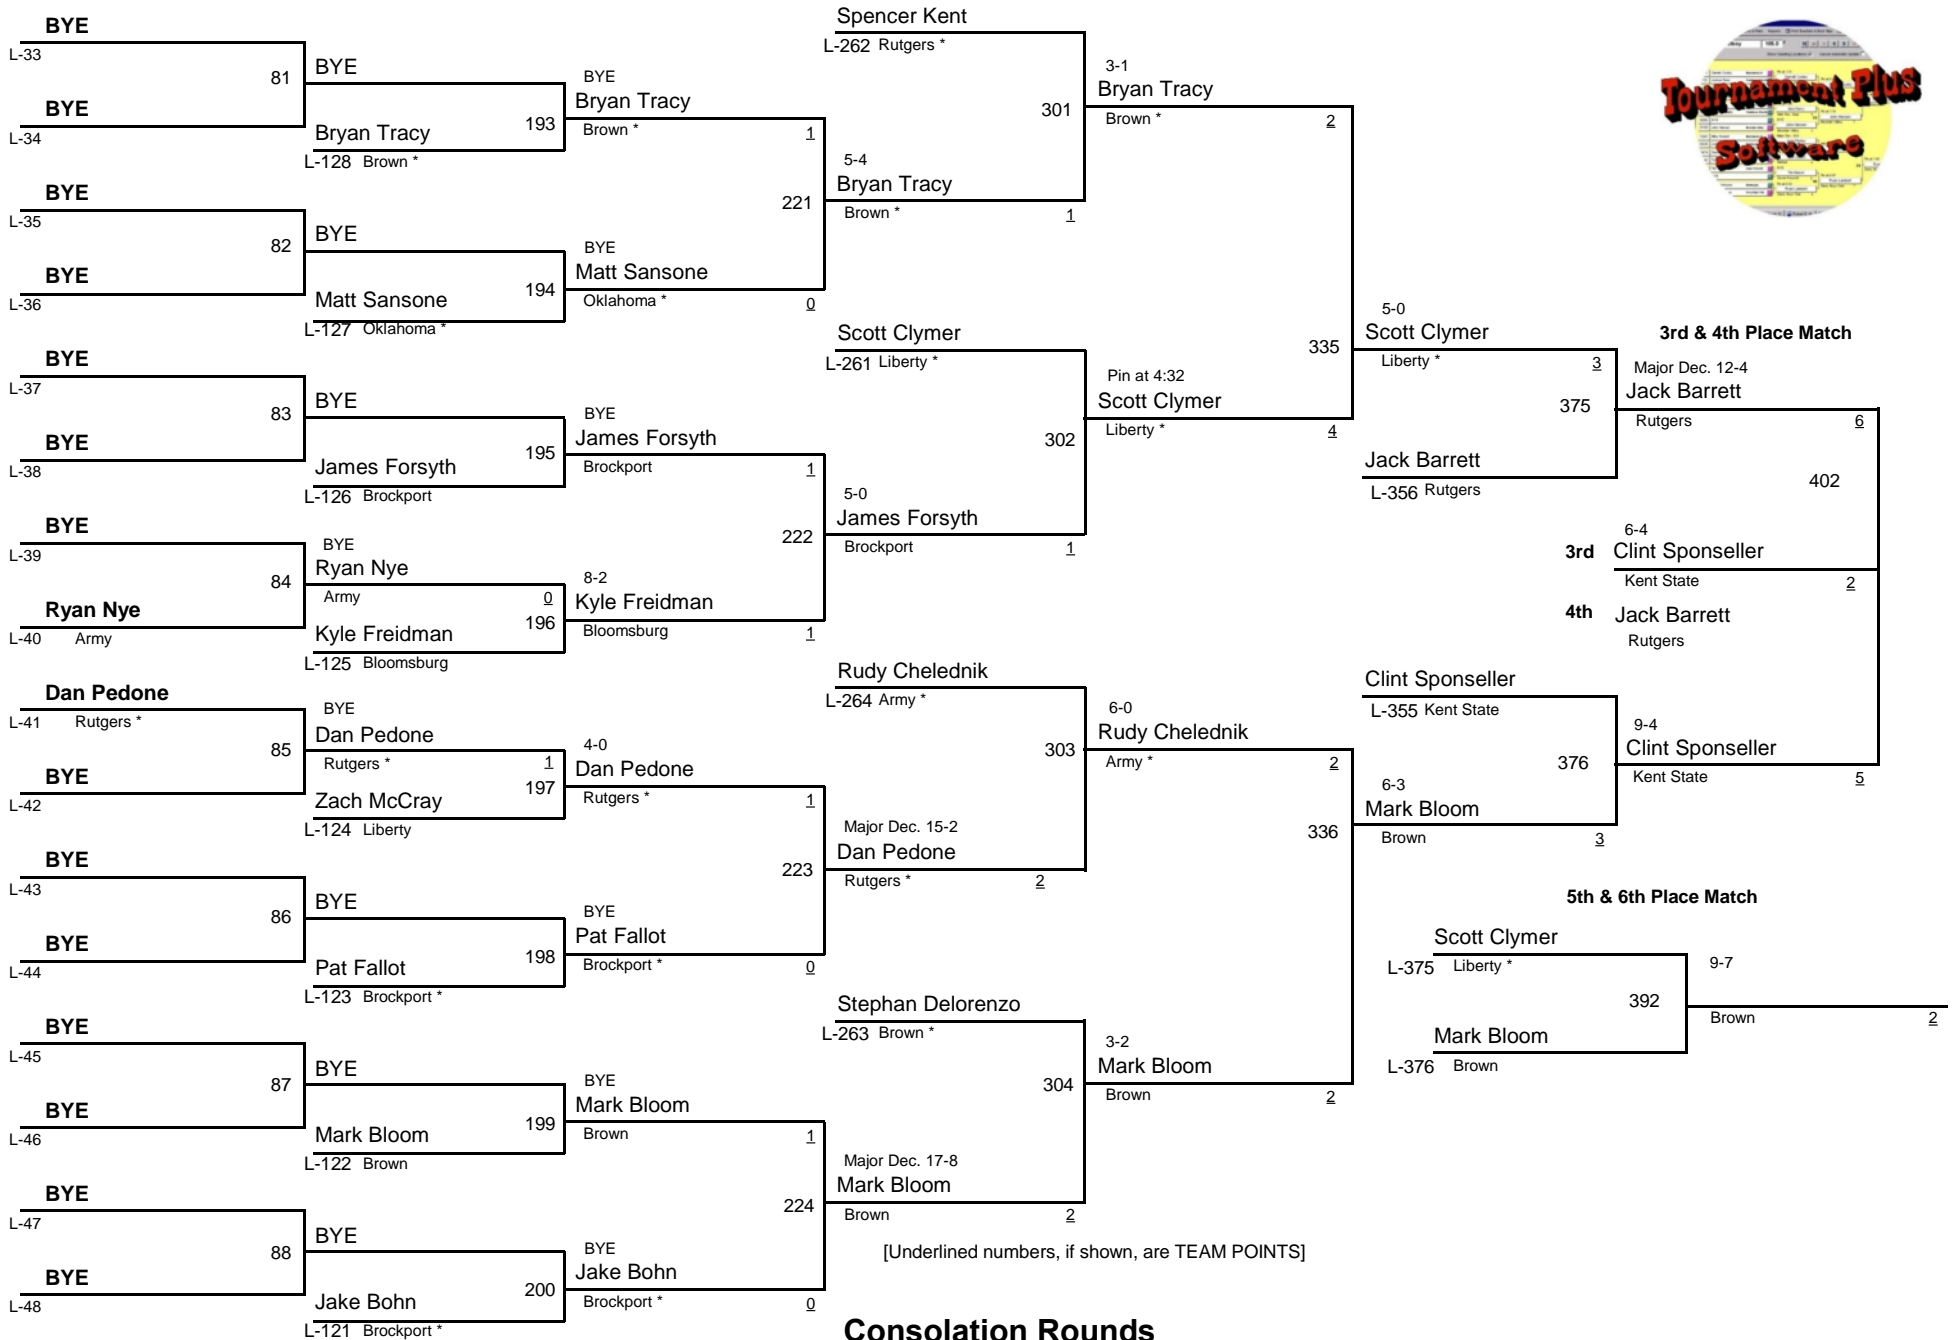 BYE
L-33
81
BYE
L-34
BYE
Bryan Tracy
L-128 Brown *
193
BYE
L-35
82
BYE
L-36
BYE
Matt Sansone
L-127 Oklahoma *
194
BYE
L-37
83
BYE
L-38
BYE
James Forsyth
L-126 Brockport
195
BYE
L-39
84
Ryan Nye
L-40 Army
BYE
Ryan Nye
Army 0
Kyle Freidman
L-125 Bloomsburg
196
Dan Pedone
L-41 Rutgers *
85
BYE
L-42
BYE
Dan Pedone
Rutgers * 1
Zach McCray
L-124 Liberty
197
BYE
L-43
86
BYE
L-44
BYE
Pat Fallot
L-123 Brockport *
198
BYE
L-45
87
BYE
L-46
BYE
Mark Bloom
L-122 Brown
199
BYE
L-47
88
BYE
L-48
BYE
Jake Bohn
L-121 Brockport *
200
BYE
Bryan Tracy
Brown * 1
221
BYE
Matt Sansone
Oklahoma * 0
BYE
James Forsyth
Brockport 1
222
8-2
Kyle Freidman
Bloomsburg 1
4-0
Dan Pedone
Rutgers * 1
223
BYE
Pat Fallot
Brockport * 0
BYE
Mark Bloom
Brown 1
224
BYE
Jake Bohn
Brockport * 0
Spencer Kent
L-262 Rutgers *
301
5-4
Bryan Tracy
Brown * 1
Scott Clymer
L-261 Liberty *
302
5-0
James Forsyth
Brockport 1
Rudy Chelednik
L-264 Army *
303
Major Dec. 15-2
Dan Pedone
Rutgers * 2
Stephan Delorenzo
L-263 Brown *
304
Major Dec. 17-8
Mark Bloom
Brown 2
3-1
Bryan Tracy
Brown * 2
335
Pin at 4:32
Scott Clymer
Liberty * 4
6-0
Rudy Chelednik
Army * 2
336
3-2
Mark Bloom
Brown 2
5-0
Scott Clymer
Liberty * 3
375
Jack Barrett
L-356 Rutgers
Clint Sponseller
L-355 Kent State
376
6-3
Mark Bloom
Brown 3
Tournament Plus
Software
3rd & 4th Place Match
Major Dec. 12-4
Jack Barrett
Rutgers 6
402
6-4
3rd Clint Sponseller
Kent State 2
4th Jack Barrett
Rutgers
9-4
Clint Sponseller
Kent State 5
5th & 6th Place Match
Scott Clymer
L-375 Liberty *
392
Mark Bloom
L-376 Brown
9-7
Brown 2
[Underlined numbers, if shown, are TEAM POINTS]
Consolation Rounds